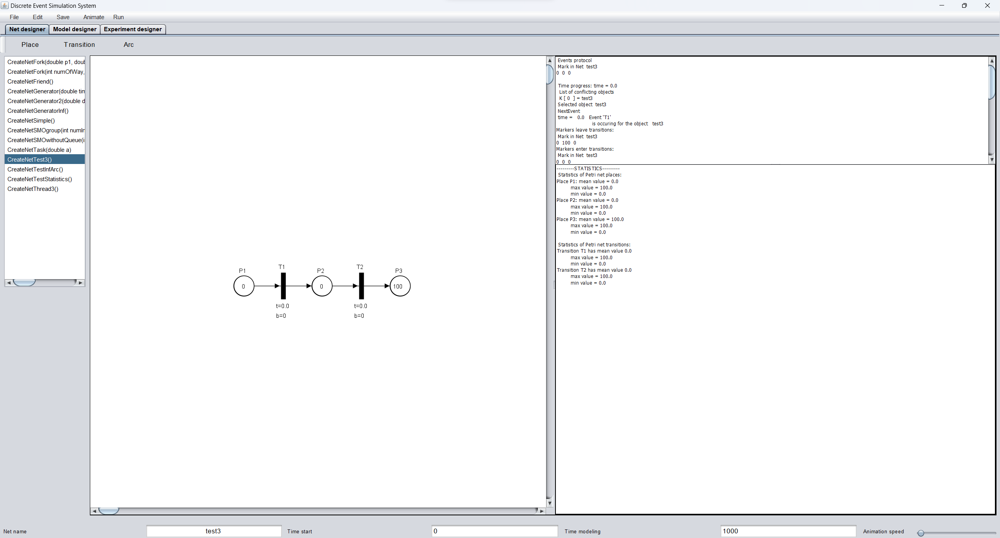 Discrete Event Simulation System
File Edit Save Animate Run
Net designer Model designer Experiment designer
Place Transition Arc
CreateNetFork(double p1, doul
CreateNetFork(int numOfWay,
CreateNetFriend()
CreateNetGenerator(double tim
CreateNetGenerator2(double d
CreateNetGeneratorInf()
CreateNetSimple()
CreateNetSMOgroup(int numIn
CreateNetSMOwithoutQueue(i
CreateNetTask(double a)
CreateNetTest3()
CreateNetTestInfArc()
CreateNetTestStatistics()
CreateNetThread3()
P1 T1 P2 T2 P3
0 0 100
t=0.0 t=0.0
b=0 b=0
Events protocol
Mark in Net test3
0 0 0
Time progress: time = 0.0
List of conflicting objects
K [ 0 ] = test3
Selected object test3
NextEvent
time = 0.0 Event 'T1'
is occuring for the object test3
Markers leave transitions:
Mark in Net test3
0 100 0
Markers enter transitions:
Mark in Net test3
0 0 0
---------STATISTICS---------
Statistics of Petri net places:
Place P1: mean value = 0.0
max value = 100.0
min value = 0.0
Place P2: mean value = 0.0
max value = 100.0
min value = 0.0
Place P3: mean value = 100.0
max value = 100.0
min value = 0.0
Statistics of Petri net transitions:
Transition T1 has mean value 0.0
max value = 100.0
min value = 0.0
Transition T2 has mean value 0.0
max value = 100.0
min value = 0.0
Net name test3 Time start 0 Time modeling 1000 Animation speed